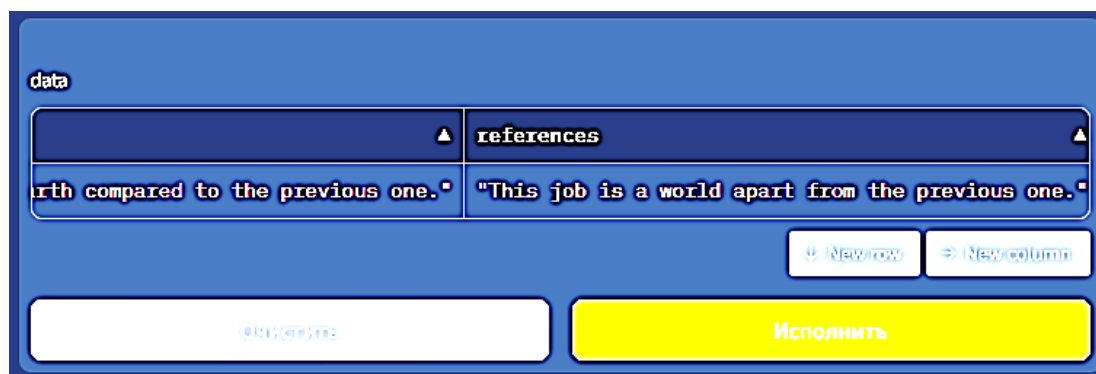 data
references
arth compared to the previous one." "This job is a world apart from the previous one."
New row New column
Очистить Исполнить